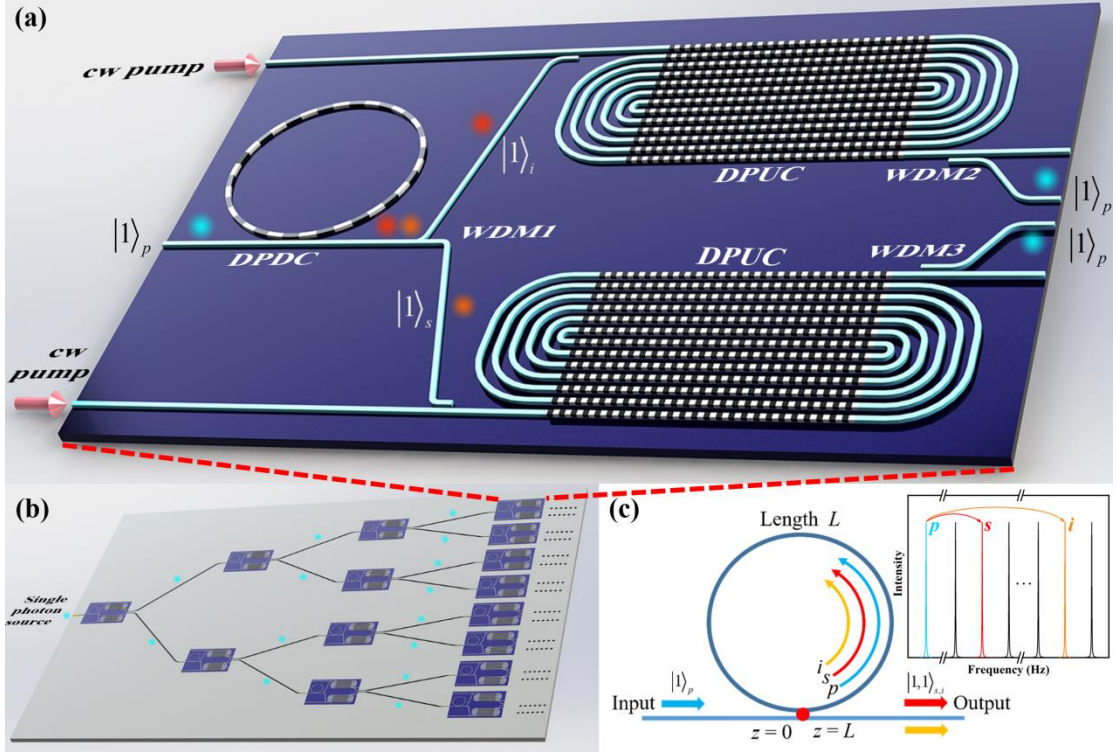 (a)
cw pump
|1⟩i
DPUC
WDM2
|1⟩p
|1⟩p
WDM1
DPDC
DPUC
WDM3
|1⟩p
|1⟩s
cw
pump
(b)
Single
photon
source
(c)
Length L
i
s
p
Input
|1⟩p
|1,1⟩s,i
Output
z = 0
z = L
Intensity
p
s
i
...
Frequency (Hz)